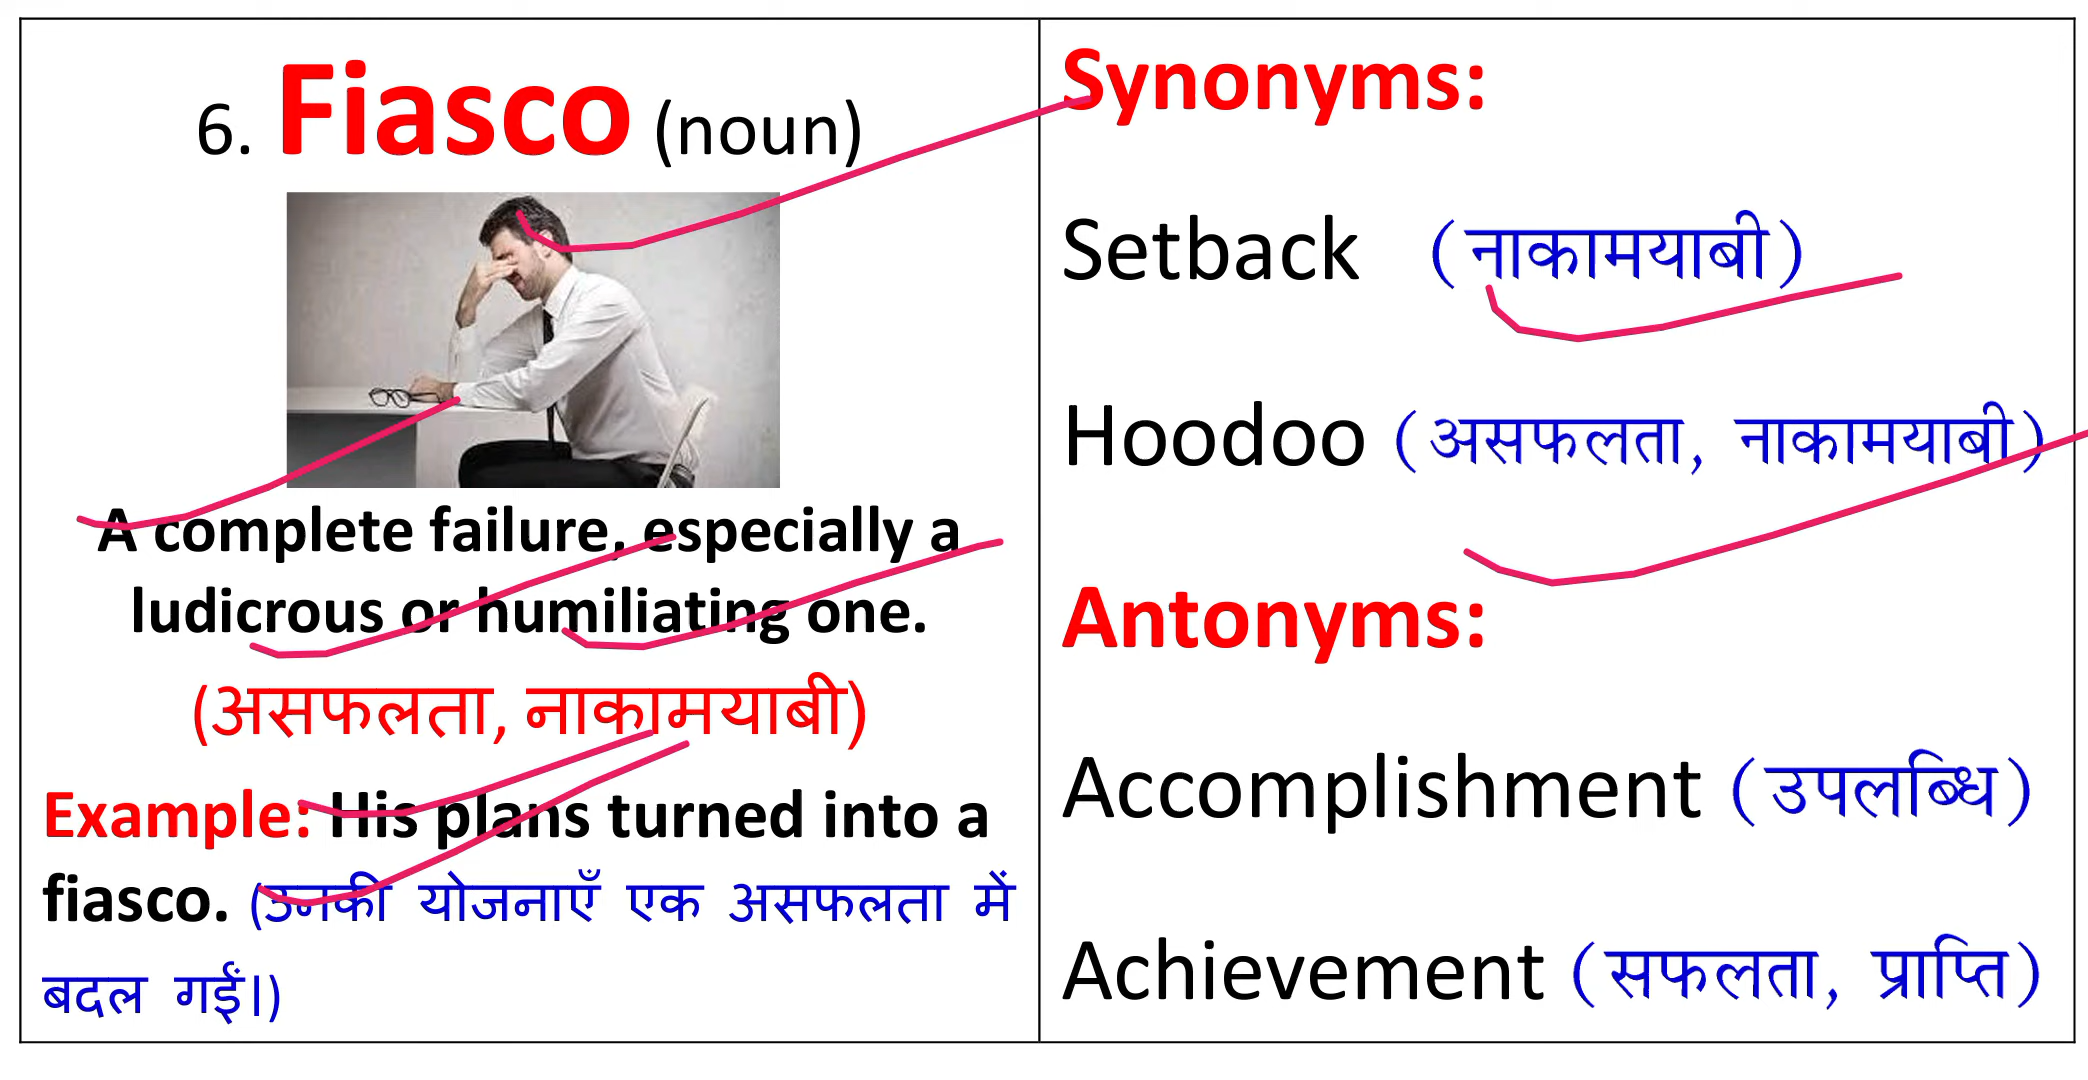 6. Fiasco (noun)
A complete failure, especially a
ludicrous or humiliating one.
(असफलता, नाकामयाबी)
Example: His plans turned into a
fiasco. (उनकी योजनाएँ एक असफलता में
बदल गईं।)
Synonyms:
Setback (नाकामयाबी)
Hoodoo (असफलता, नाकामयाबी)
Antonyms:
Accomplishment (उपलब्धि)
Achievement (सफलता, प्राप्ति)